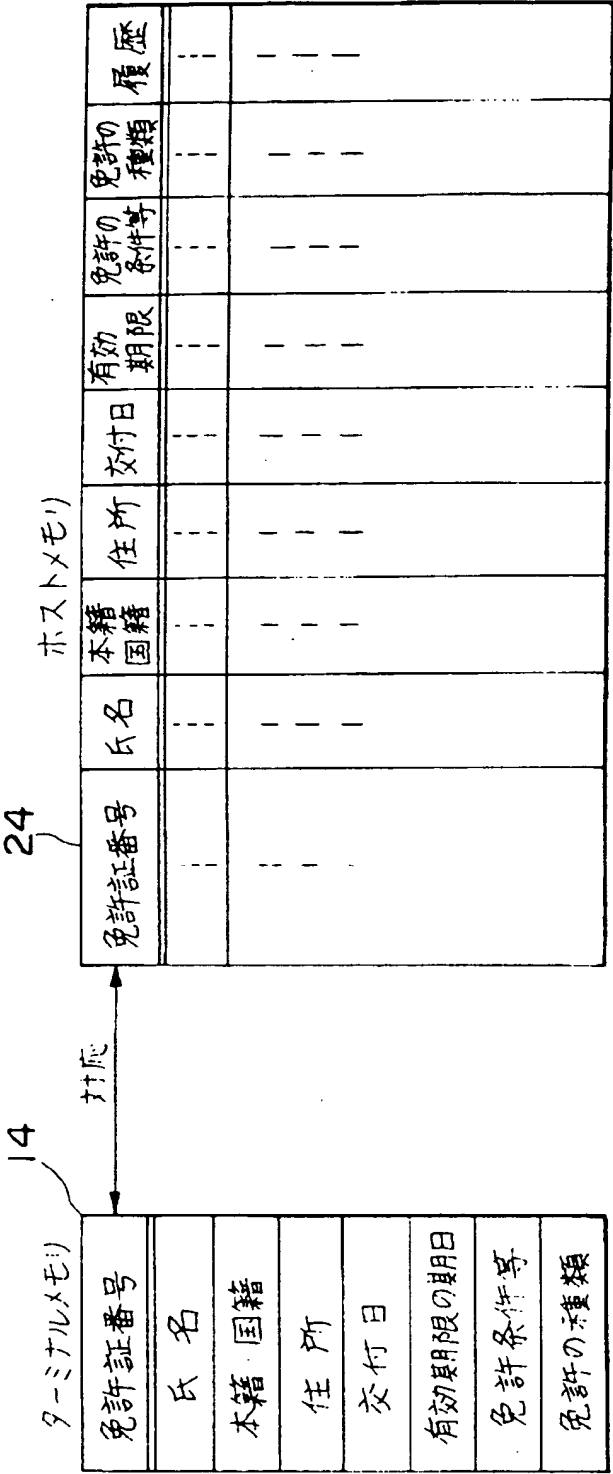 ターミナルメモリ
14
免許証番号
氏名
本籍 国籍
住所
交付日
有効期限の期日
免許条件等
免許の種類
対応
24
ホストメモリ
免許証番号
氏名
本籍
国籍
住所
交付日
有効
期限
免許の
条件等
免許の
種類
履歴